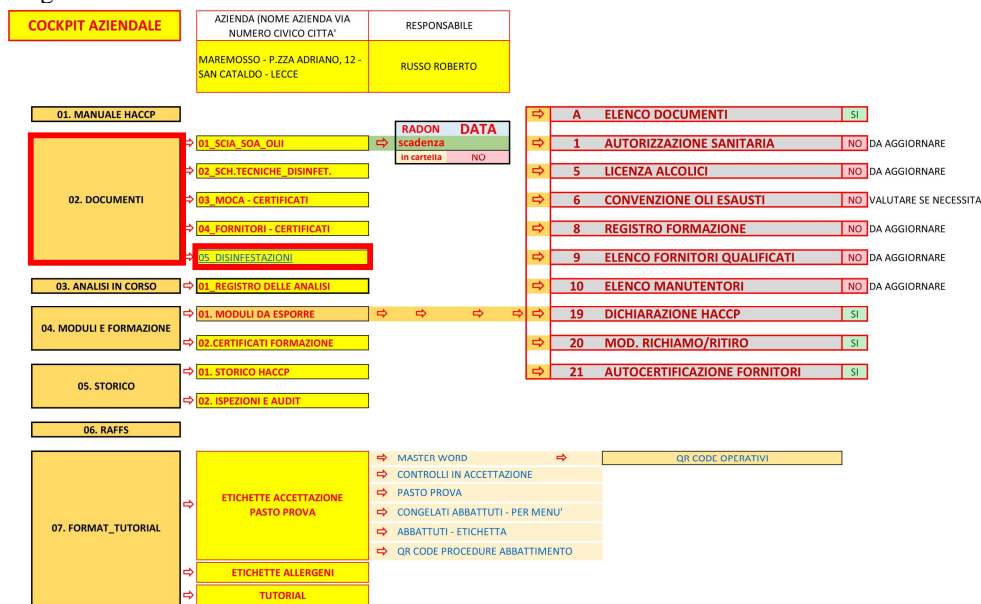 COCKPIT AZIENDALE
AZIENDA (NOME AZIENDA VIA
NUMERO CIVICO CITTA'
RESPONSABILE
MAREMOSSO - P.ZZA ADRIANO, 12 -
SAN CATALDO - LECCE
RUSSO ROBERTO
01. MANUALE HACCP
02. DOCUMENTI
01_SCIA_SOA_OLII
RADON DATA
scadenza
in cartella NO
02_SCH.TECNICHE_DISINFET.
03_MOCA - CERTIFICATI
04_FORNITORI - CERTIFICATI
05_DISINFESTAZIONI
03. ANALISI IN CORSO
01_REGISTRO DELLE ANALISI
04. MODULI E FORMAZIONE
01. MODULI DA ESPORRE
02.CERTIFICATI FORMAZIONE
05. STORICO
01. STORICO HACCP
02. ISPEZIONI E AUDIT
06. RAFFS
A ELENCO DOCUMENTI SI
1 AUTORIZZAZIONE SANITARIA NO DA AGGIORNARE
5 LICENZA ALCOLICI NO DA AGGIORNARE
6 CONVENZIONE OLI ESAUSTI NO VALUTARE SE NECESSITA
8 REGISTRO FORMAZIONE NO DA AGGIORNARE
9 ELENCO FORNITORI QUALIFICATI NO DA AGGIORNARE
10 ELENCO MANUTENTORI NO DA AGGIORNARE
19 DICHIARAZIONE HACCP SI
20 MOD. RICHIAMO/RITIRO SI
21 AUTOCERTIFICAZIONE FORNITORI SI
07. FORMAT_TUTORIAL
ETICHETTE ACCETTAZIONE
PASTO PROVA
MASTER WORD
QR CODE OPERATIVI
CONTROLLI IN ACCETTAZIONE
PASTO PROVA
CONGELATI ABBATTUTI - PER MENU'
ABBATTUTI - ETICHETTA
QR CODE PROCEDURE ABBATTIMENTO
ETICHETTE ALLERGENI
TUTORIAL